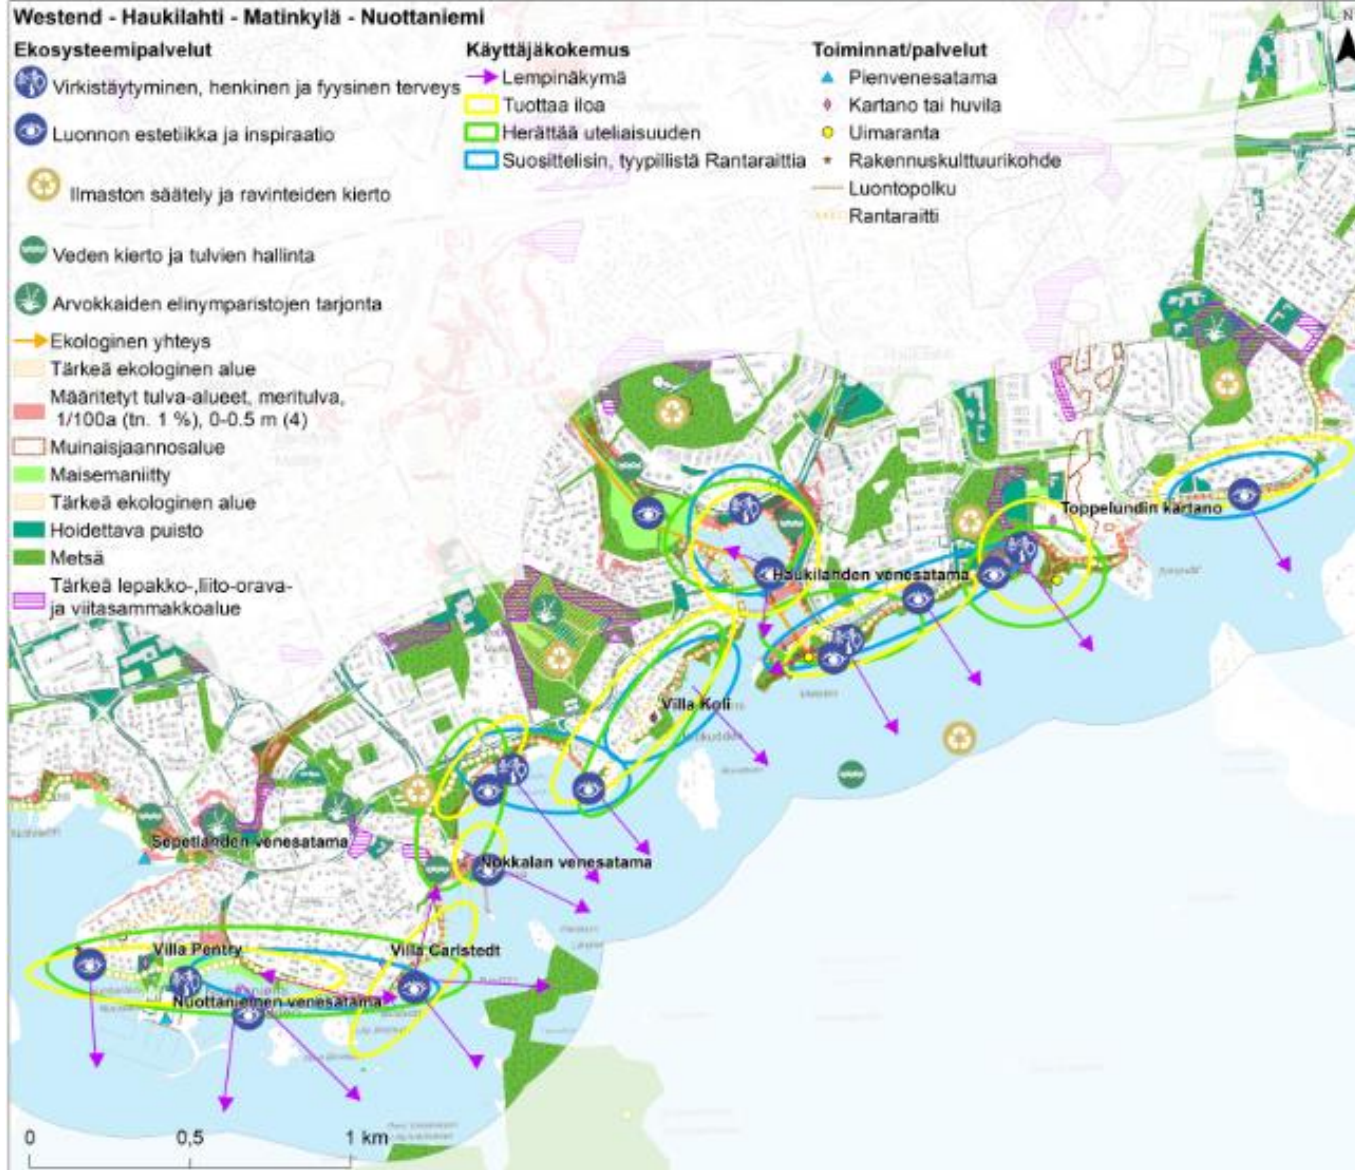 Westend - Haukilahti - Matinkylä - Nuottaniemi
N
Ekosysteemipalvelut
Virkistäytyminen, henkinen ja fyysinen terveys
Luonnon estetiikka ja inspiraatio
Ilmaston säätely ja ravinteiden kierto
Veden kierto ja tulvien hallinta
Arvokkaiden elinymparistojen tarjonta
Ekologinen yhteys
Tärkeä ekologinen alue
Määritetyt tulva-alueet, meritulva,
1/100a (tn. 1 %), 0-0.5 m (4)
Muinaisjaannosalue
Maisemaniitty
Tärkeä ekologinen alue
Hoidettava puisto
Metsä
Tärkeä lepakko-,liito-orava-
ja viitasammakkoalue
Käyttäjäkokemus
Lempinäkymä
Tuottaa iloa
Herättää uteliaisuuden
Suosittelisin, tyypillistä Rantaraittia
Toiminnat/palvelut
Pienvenesatama
Kartano tai huvila
Uimaranta
Rakennuskulttuurikohde
Luontopolku
Rantaraitti
Toppelundin kartano
Haukilahden venesatama
Villa Koli
Sepetlahden venesatama
Nokkalan venesatama
Villa Pentry
Villa Carlstedt
Nuottaniemen venesatama
0 0,5 1 km